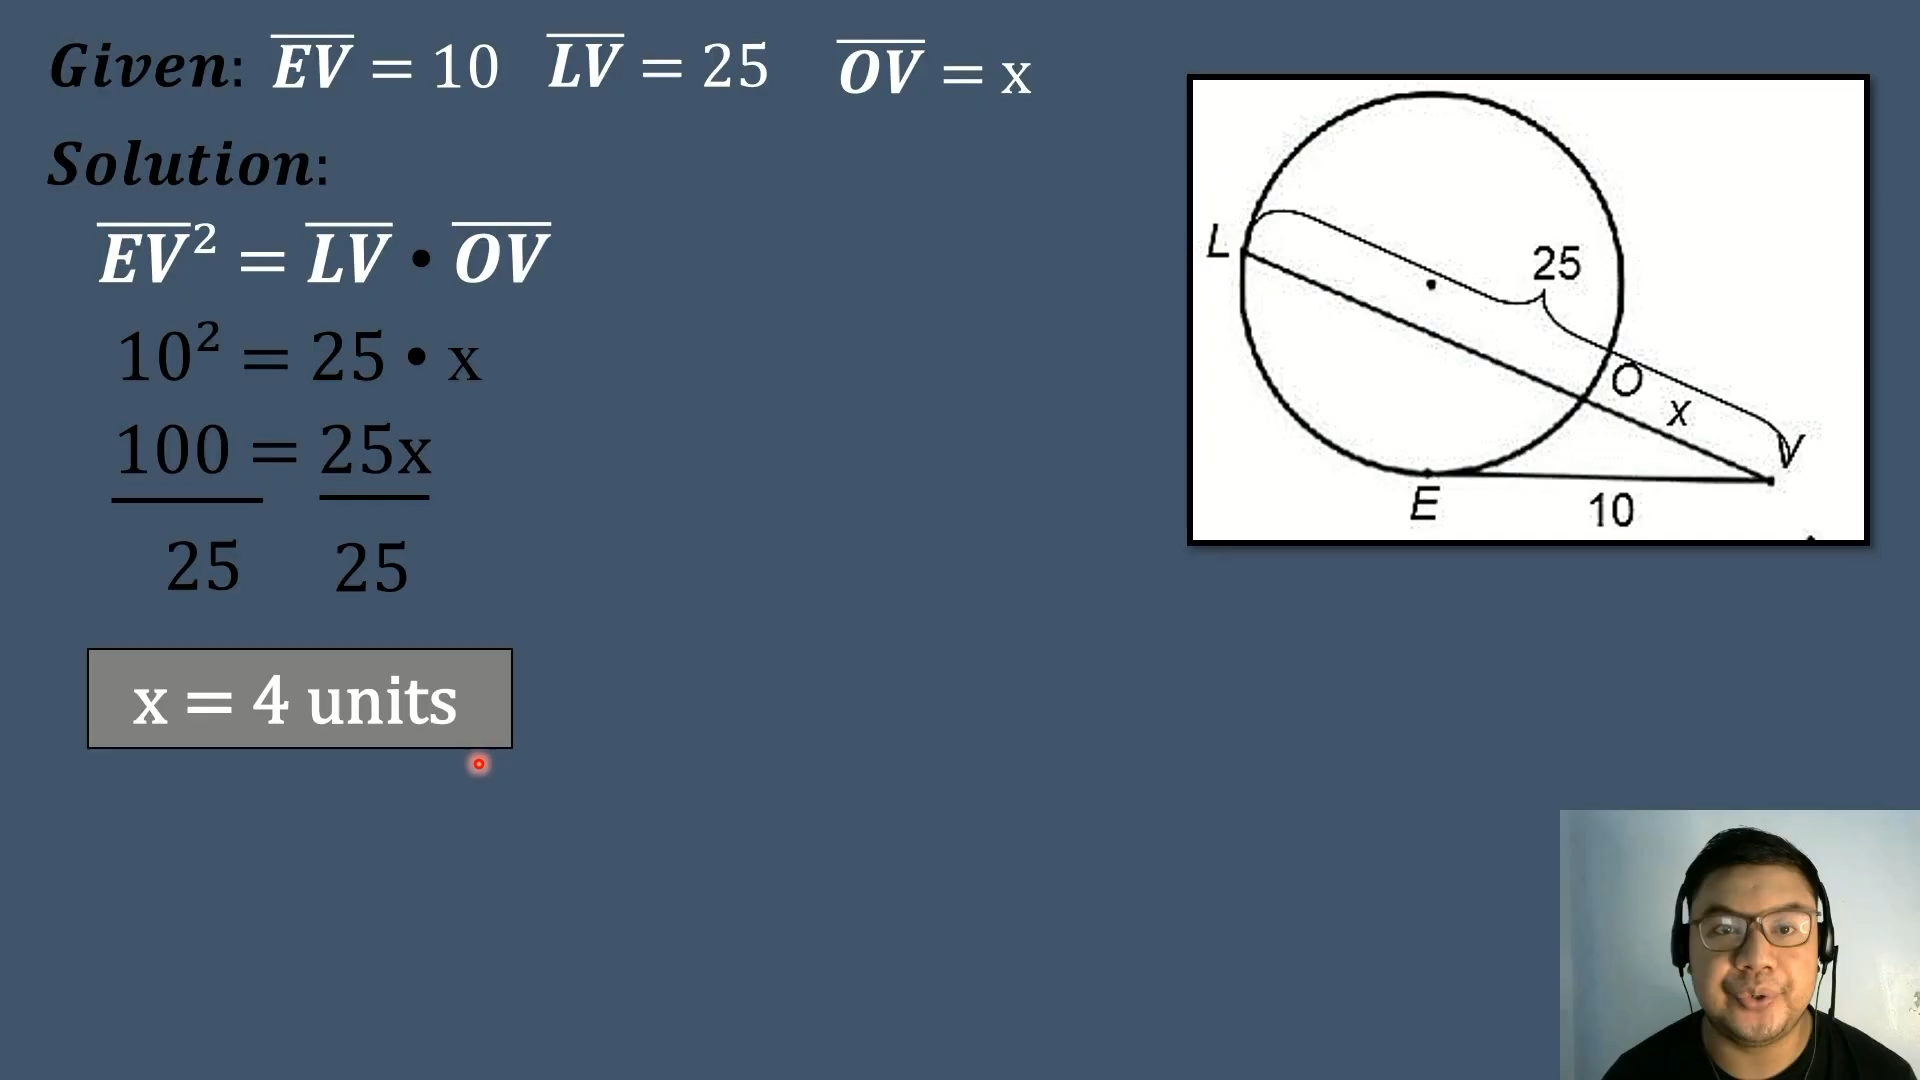 Given: EV = 10 LV = 25 OV = x
Solution:
EV² = LV • OV
10² = 25 • x
100 = 25x
25 25
x = 4 units
L
25
O
x
V
E
10